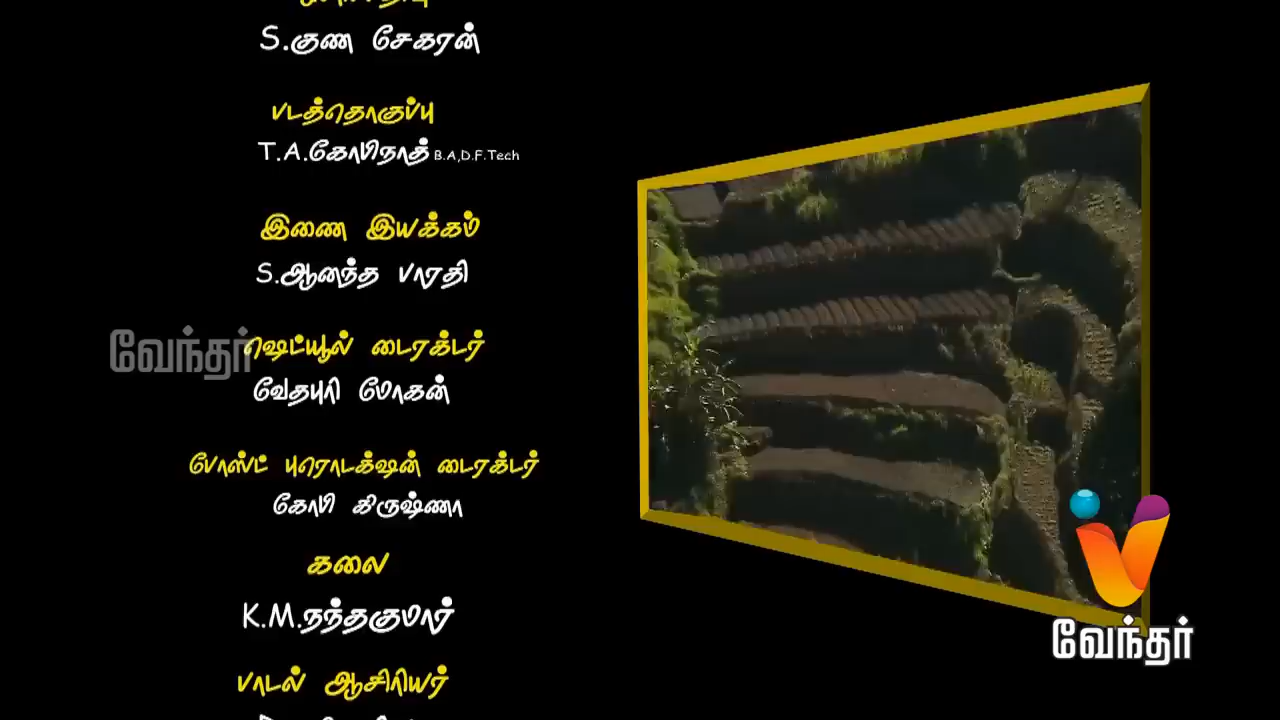 S.குண சேகரன்
படத்தொகுப்பு
T.A.கோபிநாத் B.A,D.F.Tech
இணை இயக்கம்
S.ஆனந்த பாரதி
வேந்தர்
ஷெட்யூல் டைரக்டர்
வேதபுரி மோகன்
போஸ்ட் புரொடக்ஷன் டைரக்டர்
கோபி கிருஷ்ணா
கலை
K.M.நந்தகுமார்
வேந்தர்
பாடல் ஆசிரியர்